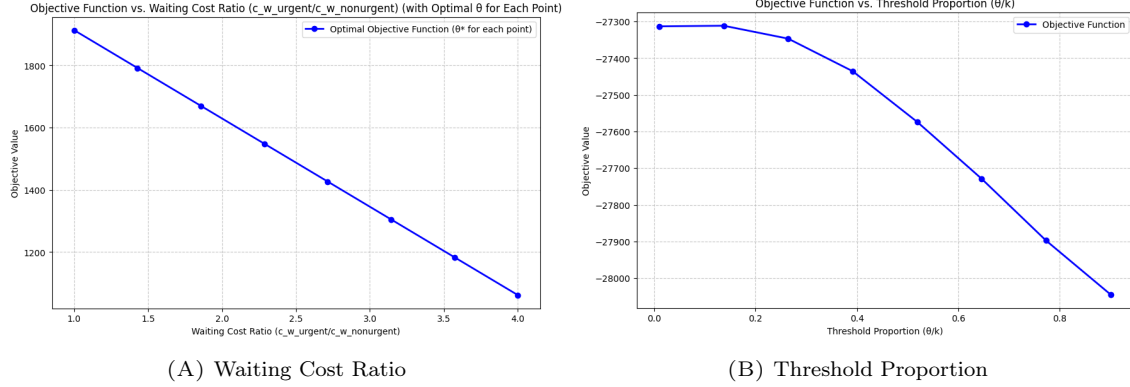 Objective Function vs. Waiting Cost Ratio (c_w_urgent/c_w_nonurgent) (with Optimal θ for Each Point)
Optimal Objective Function (θ* for each point)
1800
1600
1400
1200
Objective Value
1.0 1.5 2.0 2.5 3.0 3.5 4.0
Waiting Cost Ratio (c_w_urgent/c_w_nonurgent)
(A) Waiting Cost Ratio
Objective Function vs. Threshold Proportion (θ/k)
Objective Function
−27300
−27400
−27500
−27600
−27700
−27800
−27900
−28000
Objective Value
0.0 0.2 0.4 0.6 0.8
Threshold Proportion (θ/k)
(B) Threshold Proportion